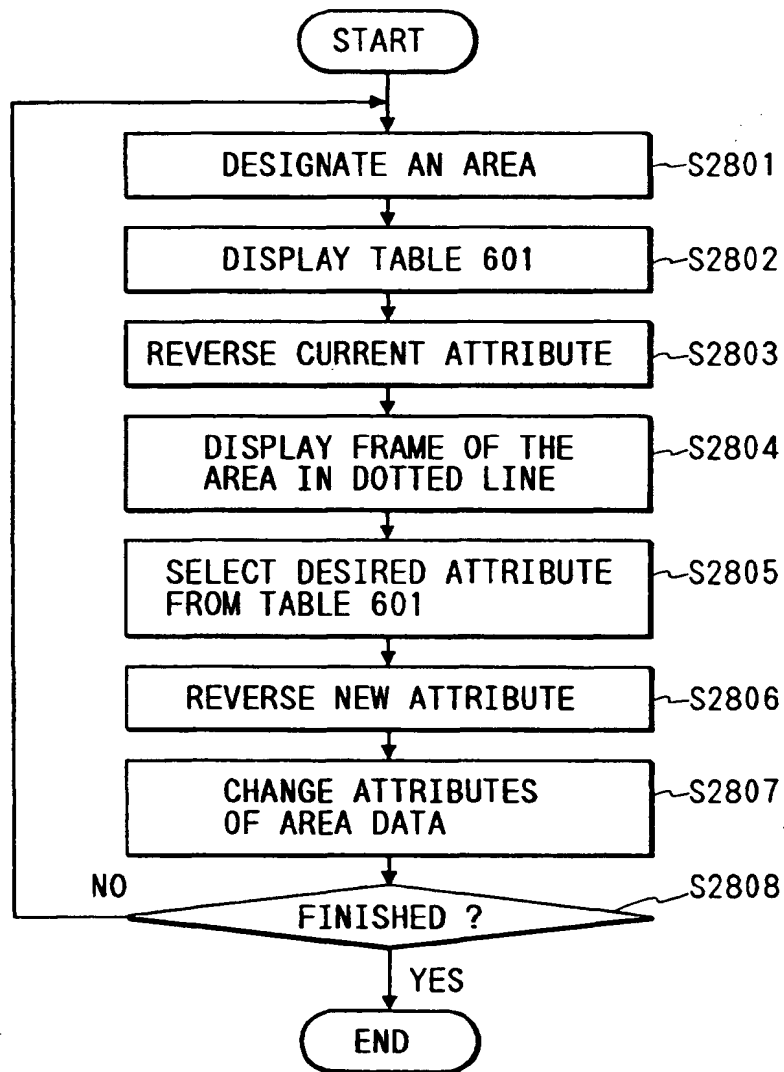 START
DESIGNATE AN AREA
S2801
DISPLAY TABLE 601
S2802
REVERSE CURRENT ATTRIBUTE
S2803
DISPLAY FRAME OF THE
AREA IN DOTTED LINE
S2804
SELECT DESIRED ATTRIBUTE
FROM TABLE 601
S2805
REVERSE NEW ATTRIBUTE
S2806
CHANGE ATTRIBUTES
OF AREA DATA
S2807
NO
FINISHED ?
S2808
YES
END